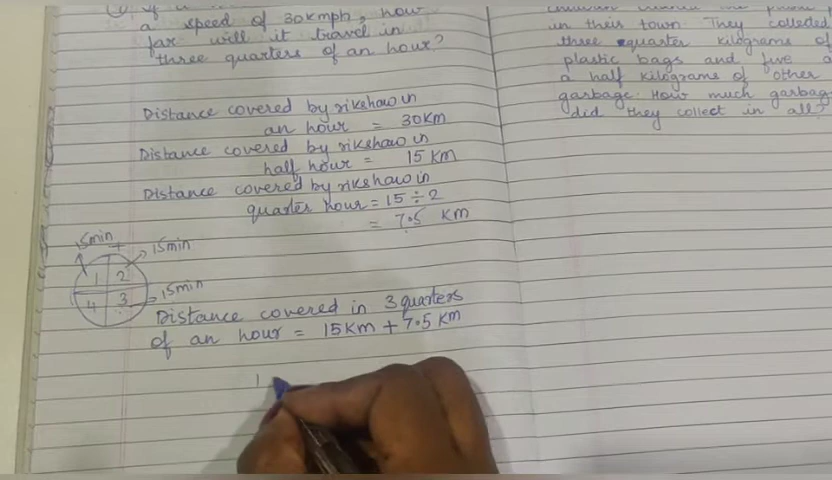 a speed of 30kmph, how
far will it travel in
three quarters of an hour?
Distance covered by rikshaw in
an hour = 30km
Distance covered by rikshaw in
half hour = 15 km
Distance covered by rikshaw in
quarter hour = 15 ÷ 2
= 7.5 km
15min
15min
1 2
4 3
15min
Distance covered in 3 quarters
of an hour = 15km + 7.5 km
1
in their town. They collected
three quarter kilograms of
plastic bags and five a
a half kilograms of other
garbage. How much garbag
did they collect in all?